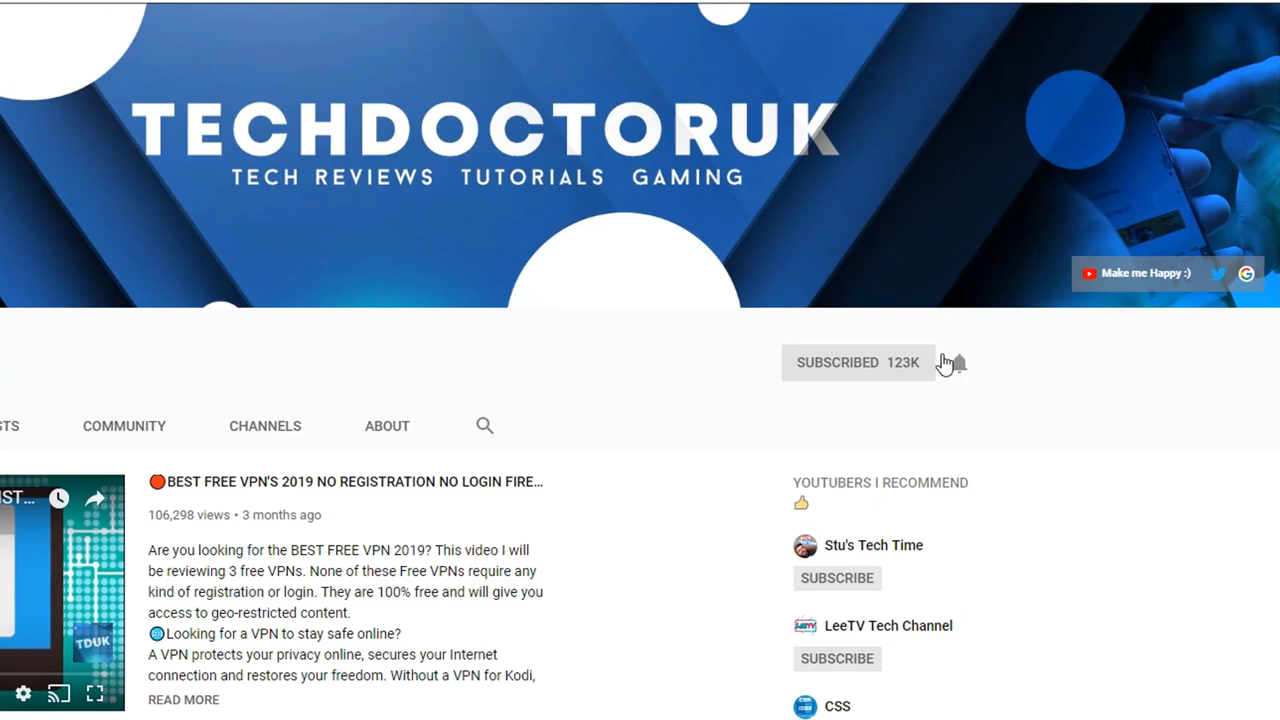 TECHDOCTORUK
TECH REVIEWS TUTORIALS GAMING
Make me Happy :)
SUBSCRIBED 123K
STS
COMMUNITY
CHANNELS
ABOUT
IST...
🔴BEST FREE VPN'S 2019 NO REGISTRATION NO LOGIN FIRE...
106,298 views • 3 months ago
Are you looking for the BEST FREE VPN 2019? This video I will
be reviewing 3 free VPNs. None of these Free VPNs require any
kind of registration or login. They are 100% free and will give you
access to geo-restricted content.
🌐Looking for a VPN to stay safe online?
A VPN protects your privacy online, secures your Internet
connection and restores your freedom. Without a VPN for Kodi,
READ MORE
TDUK
YOUTUBERS I RECOMMEND
👍
Stu's Tech Time
SUBSCRIBE
LeeTV Tech Channel
SUBSCRIBE
CSS